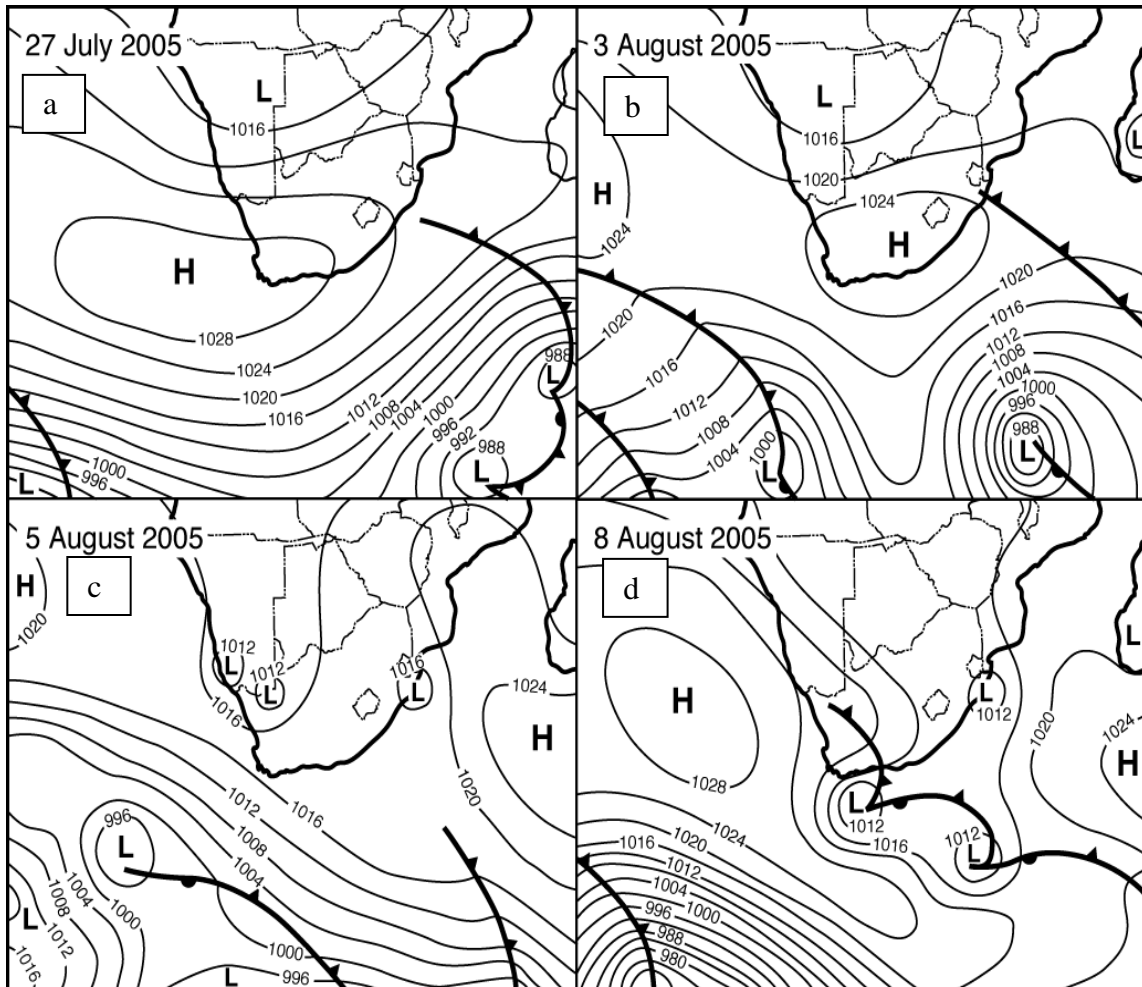 27 July 2005
a
L
1016
H
1028
1024
1020
1016
1012
1008
1004
1000
996
992
988
L
988
L
1000
996
L
3 August 2005
b
L
1016
1020
L
H
1024
1024
H
1020
1020
1016
1016
1012
1012
1008
1008
1004
1004
1000
1000
996
988
L
L
5 August 2005
c
H
1020
1012
L
1012
L
1016
L
1016
1024
H
1020
1016
1012
1008
1004
1000
996
996
L
1004
1000
1008
L
1012
1016
L
8 August 2005
d
H
1028
L
1012
L
1020
1024
H
L
1012
1016
1012
L
1024
1020
1016
1012
1004
1000
996
988
980